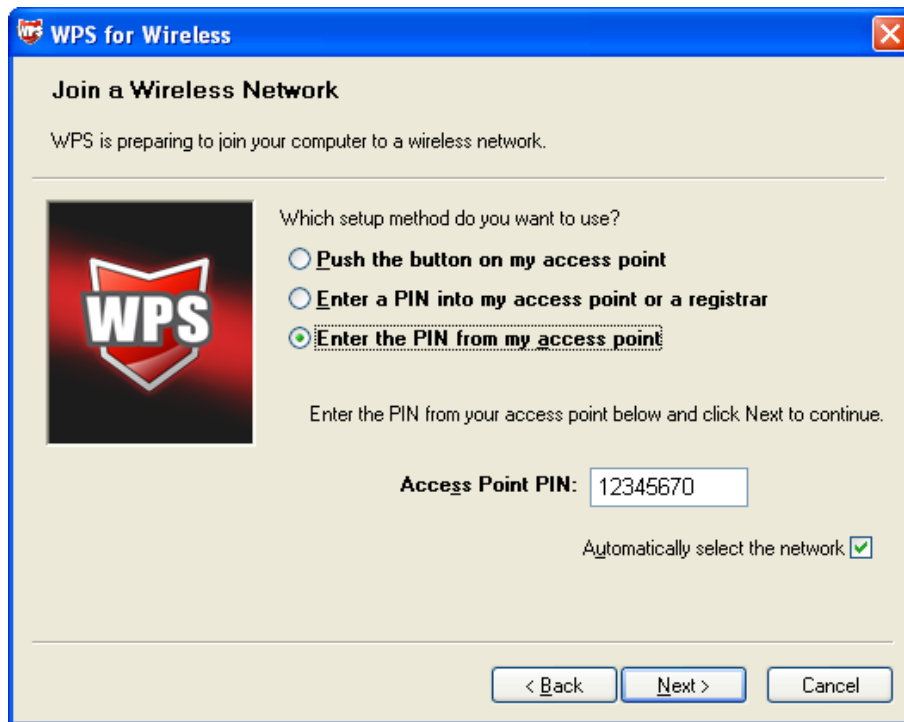 WPS for Wireless
Join a Wireless Network
WPS is preparing to join your computer to a wireless network.
WPS
Which setup method do you want to use?
Push the button on my access point
Enter a PIN into my access point or a registrar
Enter the PIN from my access point
Enter the PIN from your access point below and click Next to continue.
Access Point PIN: 12345670
Automatically select the network
< Back Next > Cancel